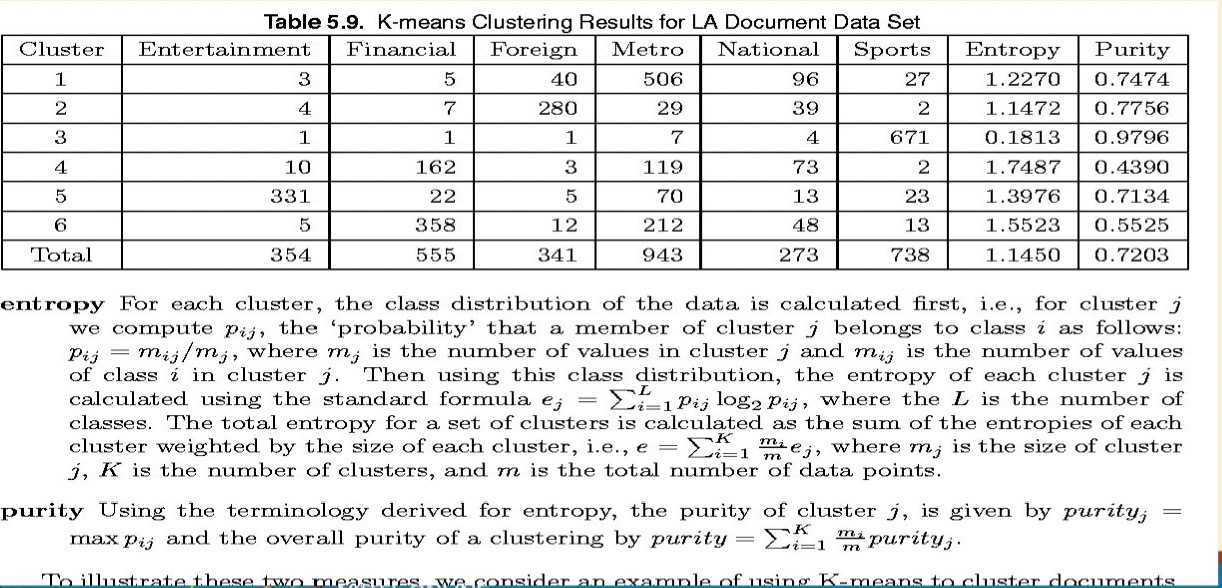 Table 5.9. K-means Clustering Results for LA Document Data Set
Cluster Entertainment Financial Foreign Metro National Sports Entropy Purity
1 3 5 40 506 96 27 1.2270 0.7474
2 4 7 280 29 39 2 1.1472 0.7756
3 1 1 1 7 4 671 0.1813 0.9796
4 10 162 3 119 73 2 1.7487 0.4390
5 331 22 5 70 13 23 1.3976 0.7134
6 5 358 12 212 48 13 1.5523 0.5525
Total 354 555 341 943 273 738 1.1450 0.7203
entropy For each cluster, the class distribution of the data is calculated first, i.e., for cluster j
we compute p_{ij}, the ‘probability’ that a member of cluster j belongs to class i as follows:
p_{ij} = m_{ij}/m_j, where m_j is the number of values in cluster j and m_{ij} is the number of values
of class i in cluster j. Then using this class distribution, the entropy of each cluster j is
calculated using the standard formula e_j = ∑_{i=1}^{L} p_{ij} log_2 p_{ij}, where the L is the number of
classes. The total entropy for a set of clusters is calculated as the sum of the entropies of each
cluster weighted by the size of each cluster, i.e., e = ∑_{i=1}^{K} \frac{m_i}{m} e_j, where m_j is the size of cluster
j, K is the number of clusters, and m is the total number of data points.
purity Using the terminology derived for entropy, the purity of cluster j, is given by purity_j =
max p_{ij} and the overall purity of a clustering by purity = ∑_{i=1}^{K} \frac{m_i}{m} purity_j.
To illustrate these two measures, we consider an example of using K-means to cluster documents